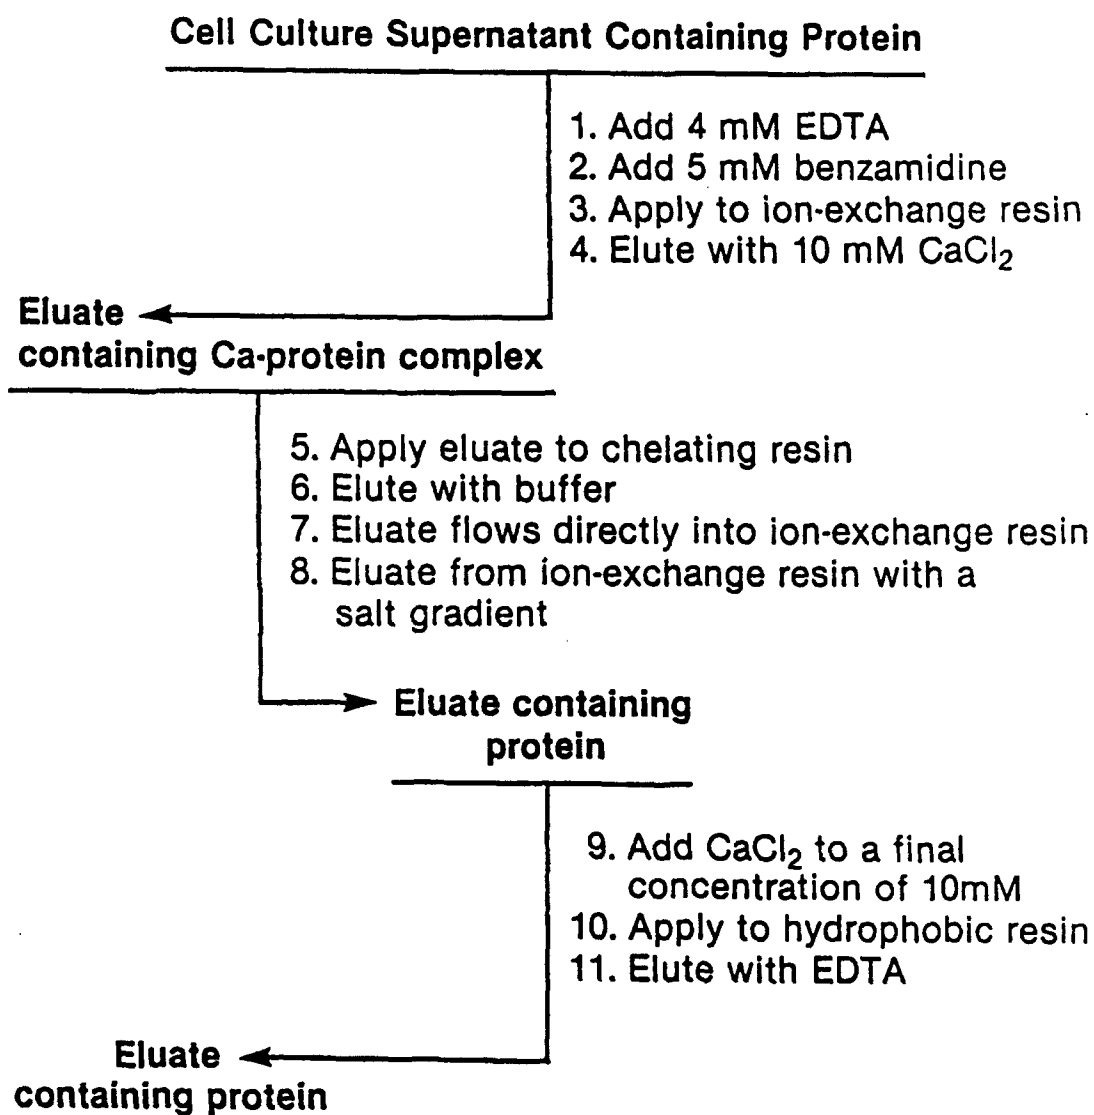 Cell Culture Supernatant Containing Protein
1. Add 4 mM EDTA
2. Add 5 mM benzamidine
3. Apply to ion-exchange resin
4. Elute with 10 mM CaCl₂
Eluate
containing Ca-protein complex
5. Apply eluate to chelating resin
6. Elute with buffer
7. Eluate flows directly into ion-exchange resin
8. Eluate from ion-exchange resin with a
salt gradient
Eluate containing
protein
9. Add CaCl₂ to a final
concentration of 10mM
10. Apply to hydrophobic resin
11. Elute with EDTA
Eluate
containing protein